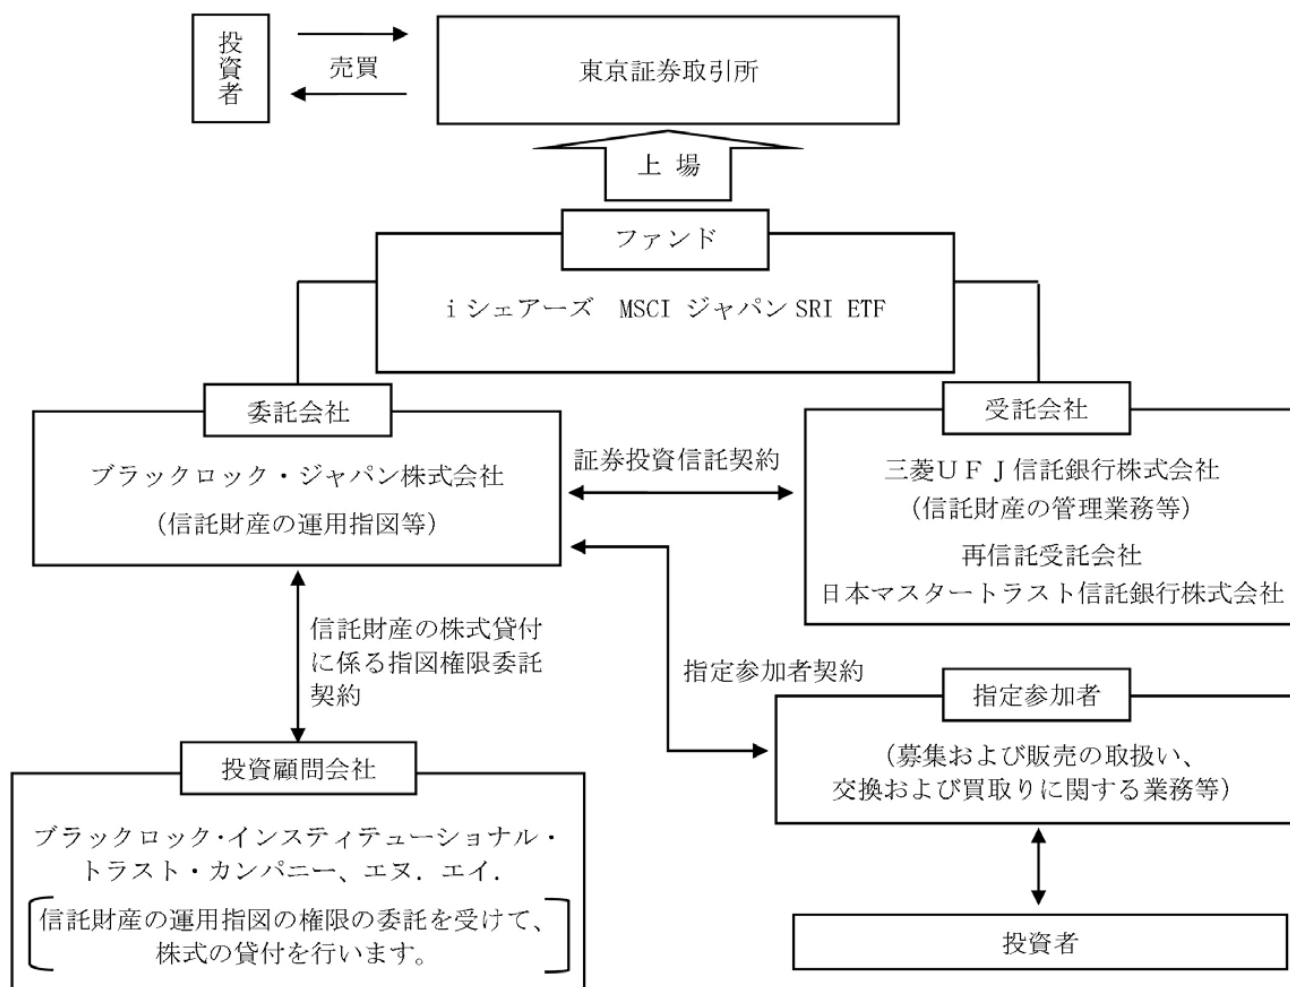 投資者
売買
東京証券取引所
上 場
ファンド
iシェアーズ　MSCI ジャパン SRI ETF
委託会社
ブラックロック・ジャパン株式会社
（信託財産の運用指図等）
証券投資信託契約
受託会社
三菱ＵＦＪ信託銀行株式会社
（信託財産の管理業務等）
再信託受託会社
日本マスタートラスト信託銀行株式会社
信託財産の株式貸付
に係る指図権限委託
契約
指定参加者契約
指定参加者
（募集および販売の取扱い、
交換および買取りに関する業務等）
投資顧問会社
ブラックロック・インスティテューショナル・
トラスト・カンパニー、エヌ．エイ．
信託財産の運用指図の権限の委託を受けて、
株式の貸付を行います。
投資者